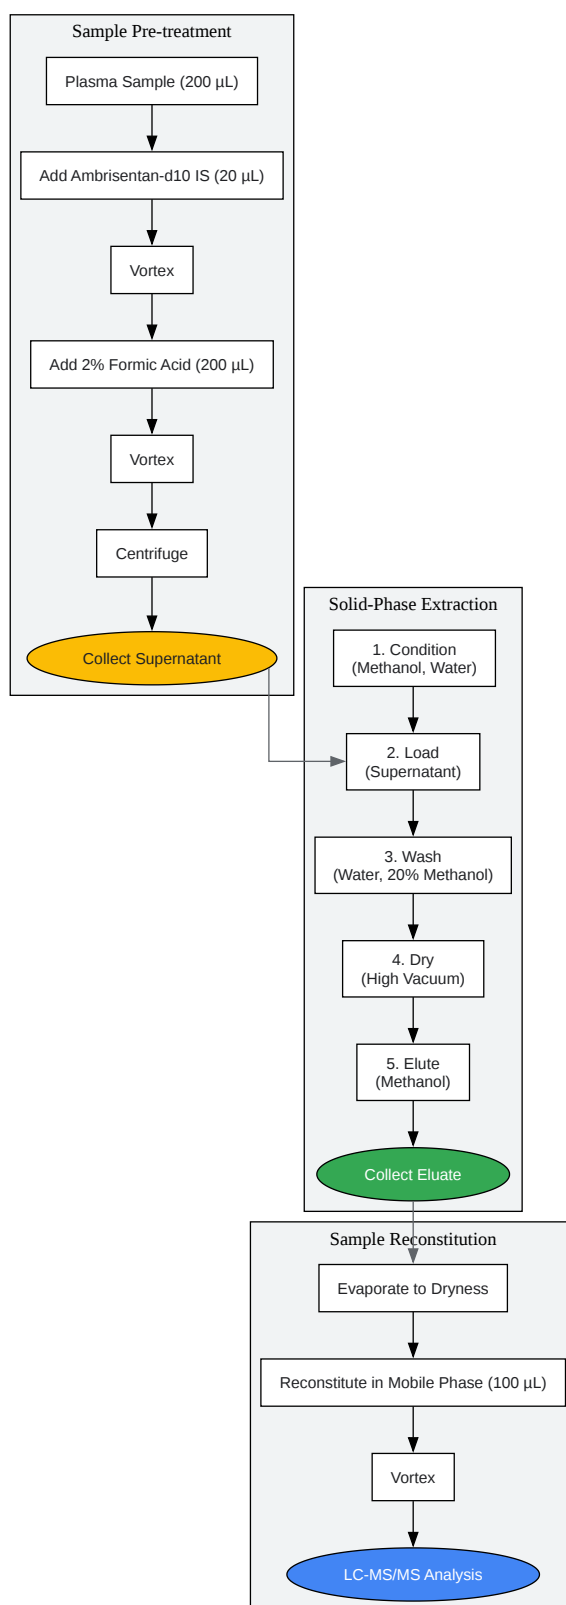 Sample Pre-treatment
Plasma Sample (200 µL)
Add Ambrisentan-d10 IS (20 µL)
Vortex
Add 2% Formic Acid (200 µL)
Vortex
Centrifuge
Collect Supernatant
Solid-Phase Extraction
1. Condition
(Methanol, Water)
2. Load
(Supernatant)
3. Wash
(Water, 20% Methanol)
4. Dry
(High Vacuum)
5. Elute
(Methanol)
Collect Eluate
Sample Reconstitution
Evaporate to Dryness
Reconstitute in Mobile Phase (100 µL)
Vortex
LC-MS/MS Analysis